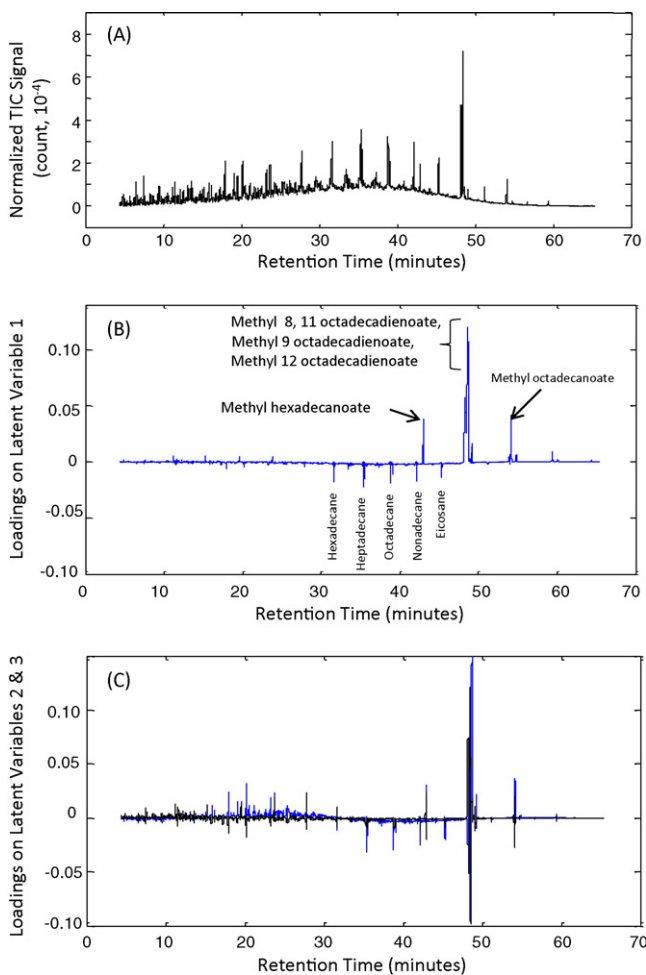 (A)
Normalized TIC Signal
(count, 10-4)
8
6
4
2
0
0 10 20 30 40 50 60 70
Retention Time (minutes)
(B)
Methyl 8, 11 octadecadienoate,
Methyl 9 octadecadienoate,
Methyl 12 octadecadienoate
Methyl octadecanoate
Methyl hexadecanoate
Loadings on Latent Variable 1
0.10
0.05
0
-0.05
-0.10
Hexadecane
Heptadecane
Octadecane
Nonadecane
Eicosane
0 10 20 30 40 50 60 70
Retention Time (minutes)
(C)
Loadings on Latent Variables 2 & 3
0.10
0.05
0
-0.05
-0.10
0 10 20 30 40 50 60 70
Retention Time (minutes)